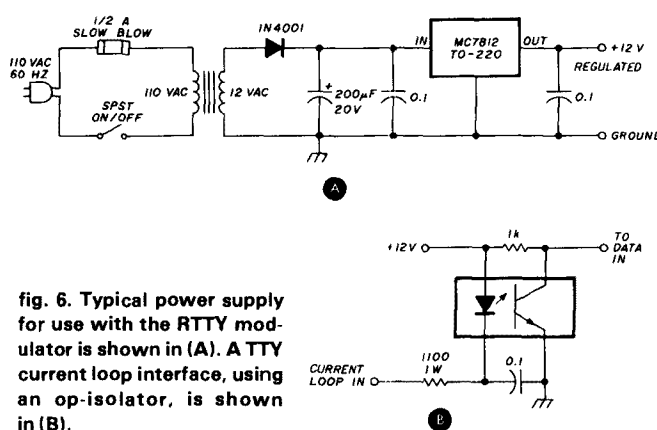 1/2 A
SLOW BLOW
110 VAC
60 HZ
SPST
ON/OFF
110 VAC
12 VAC
1N4001
+
200µF
20V
0.1
IN
MC7812
TO-220
OUT
0.1
+12 V
REGULATED
GROUND
A
fig. 6. Typical power supply
for use with the RTTY mod-
ulator is shown in (A). A TTY
current loop interface, using
an op-isolator, is shown
in (B).
+12V
1k
TO
DATA
IN
CURRENT
LOOP IN
1100
1W
0.1
B